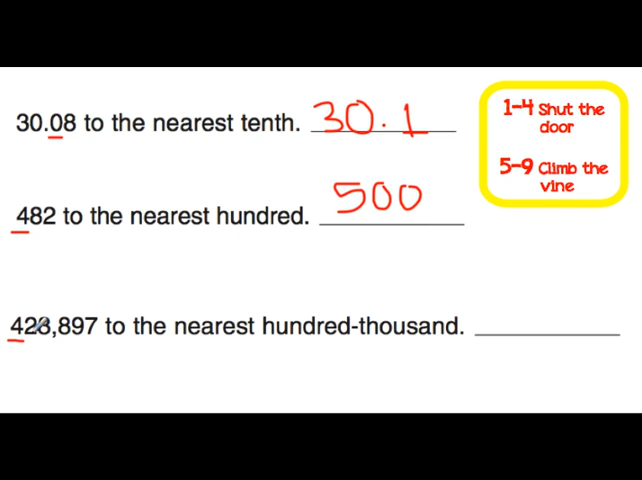 30.08 to the nearest tenth. 30.1
1-4 Shut the
door
5-9 Climb the
vine
482 to the nearest hundred. 500
423,897 to the nearest hundred-thousand.